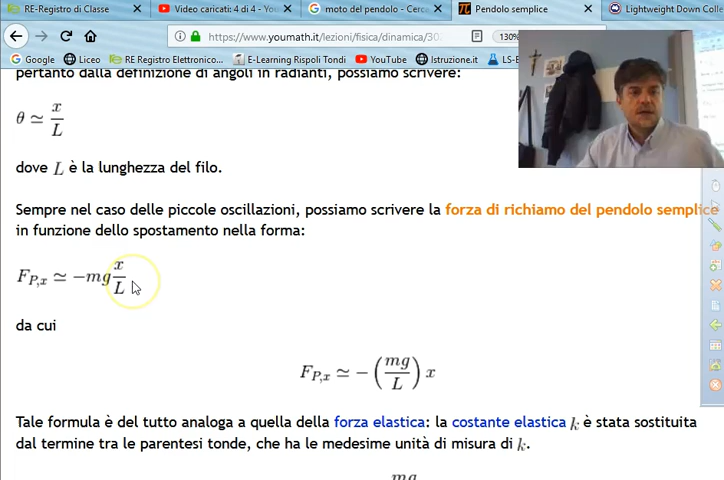 RE-Registro di Classe
Video caricati: 4 di 4 - YouTube
moto del pendolo - Cerca
Pendolo semplice
Lightweight Down Colle
https://www.youmath.it/lezioni/fisica/dinamica/30
130%
Google
Liceo
RE Registro Elettronico...
E-Learning Rispoli Tondi
YouTube
Istruzione.it
LS-E
pertanto dalla definizione di angoli in radianti, possiamo scrivere:
θ ≃ x/L
dove L è la lunghezza del filo.
Sempre nel caso delle piccole oscillazioni, possiamo scrivere la forza di richiamo del pendolo semplice
in funzione dello spostamento nella forma:
F_{P,x} ≃ −mg x/L
da cui
F_{P,x} ≃ −(mg/L) x
Tale formula è del tutto analoga a quella della forza elastica: la costante elastica k è stata sostituita
dal termine tra le parentesi tonde, che ha le medesime unità di misura di k.
mg